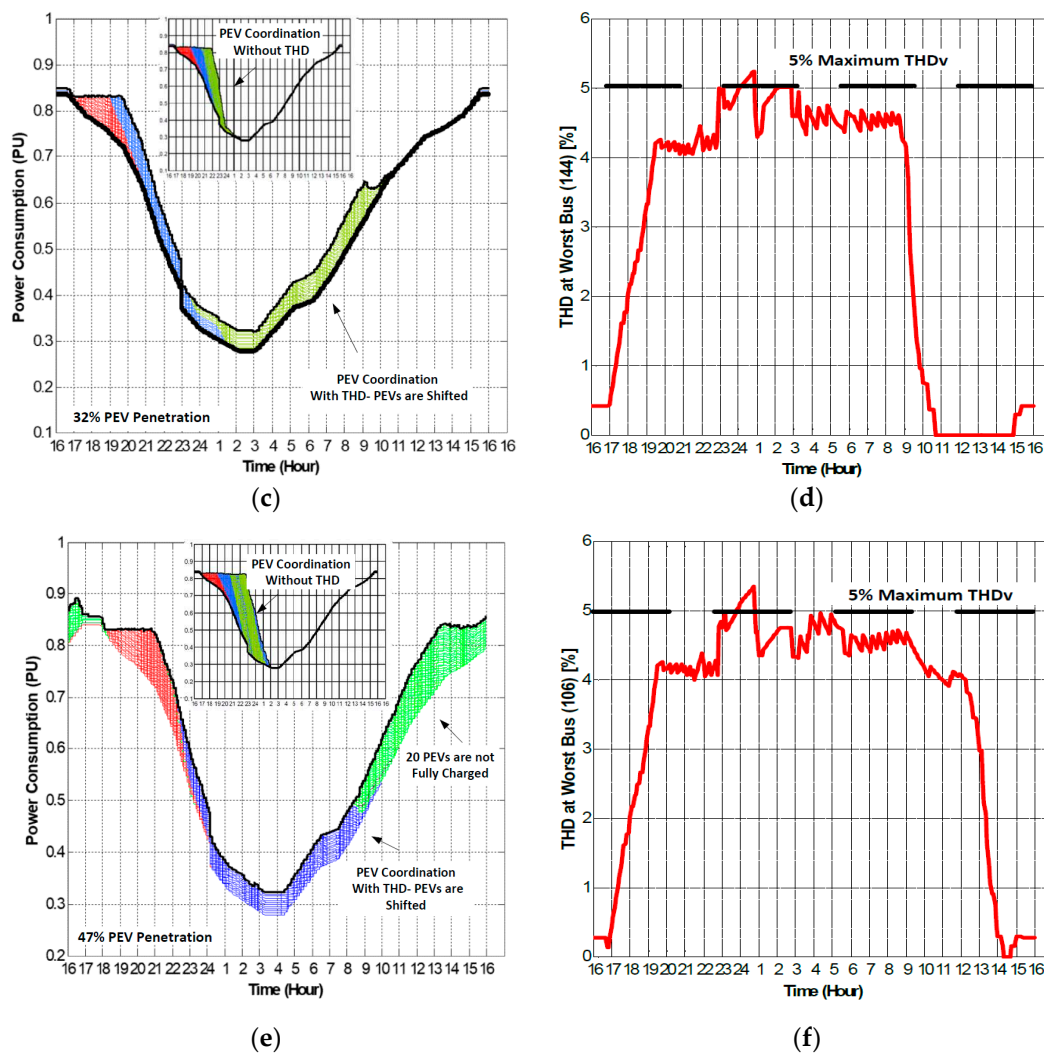 PEV Coordination
Without THD
Power Consumption (PU)
1
0.9
0.8
0.7
0.6
0.5
0.4
0.3
0.2
0.1
PEV Coordination
With THD- PEVs are Shifted
32% PEV Penetration
16 17 18 19 20 21 22 23 24 1 2 3 4 5 6 7 8 9 10 11 12 13 14 15 16 16
Time (Hour)
(c)
5% Maximum THDv
THD at Worst Bus (144) [%]
6
5
4
3
2
1
0
16 17 18 19 20 21 22 23 24 1 2 3 4 5 6 7 8 9 10 11 12 13 14 15 16
Time (Hour)
(d)
PEV Coordination
Without THD
Power Consumption (PU)
1
0.9
0.8
0.7
0.6
0.5
0.4
0.3
0.2
20 PEVs are not
Fully Charged
PEV Coordination
With THD- PEVs are
Shifted
47% PEV Penetration
16 17 18 19 20 21 22 23 24 1 2 3 4 5 6 7 8 9 10 11 12 13 14 15 16
Time (Hour)
(e)
5% Maximum THDv
THD at Worst Bus (106) [%]
6
5
4
3
2
1
0
16 17 18 19 20 21 22 23 24 1 2 3 4 5 6 7 8 9 10 11 12 13 14 15 16
Time (Hour)
(f)